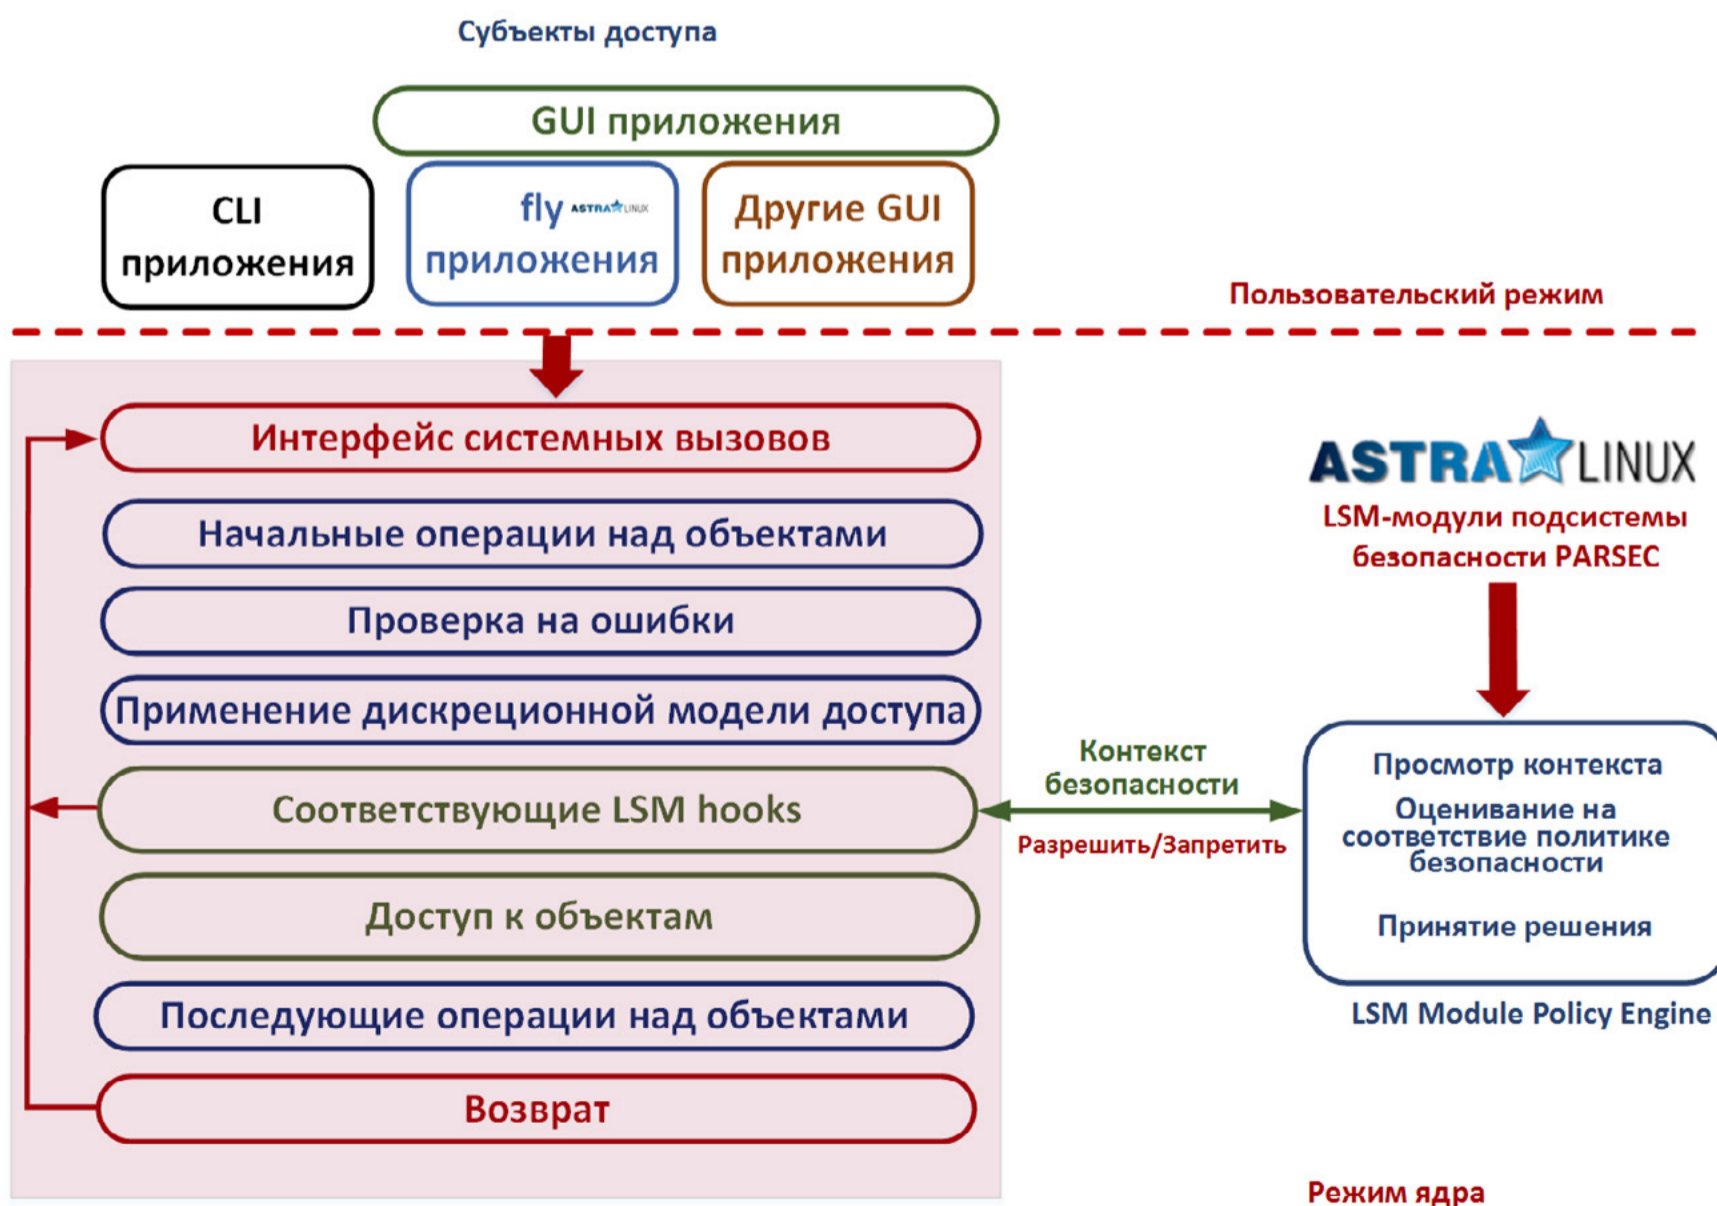 Субъекты доступа
GUI приложения
CLI
приложения
fly ASTRA LINUX
приложения
Другие GUI
приложения
Пользовательский режим
Интерфейс системных вызовов
Начальные операции над объектами
Проверка на ошибки
Применение дискреционной модели доступа
Соответствующие LSM hooks
Доступ к объектам
Последующие операции над объектами
Возврат
Контекст
безопасности
Разрешить/Запретить
ASTRA LINUX
LSM-модули подсистемы
безопасности PARSEC
Просмотр контекста
Оценивание на
соответствие политике
безопасности
Принятие решения
LSM Module Policy Engine
Режим ядра